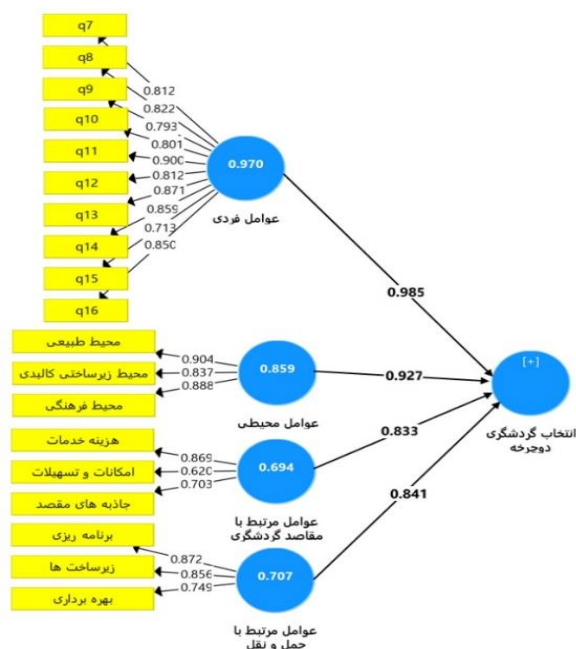 q7
q8
q9
q10
q11
q12
q13
q14
q15
q16
0.812
0.822
0.793
0.801
0.900
0.812
0.871
0.859
0.713
0.850
0.970
عوامل فردی
0.985
محیط طبیعی
محیط زیرساختی کالبدی
محیط فرهنگی
0.904
0.837
0.888
0.859
عوامل محیطی
0.927
هزینه خدمات
امکانات و تسهیلات
جاذبه های مقصد
0.869
0.620
0.703
0.694
عوامل مرتبط با
مقاصد گردشگری
0.833
برنامه ریزی
زیرساخت ها
بهره برداری
0.872
0.856
0.749
0.707
عوامل مرتبط با
حمل و نقل
0.841
[+]
انتخاب گردشگری
دوچرخه